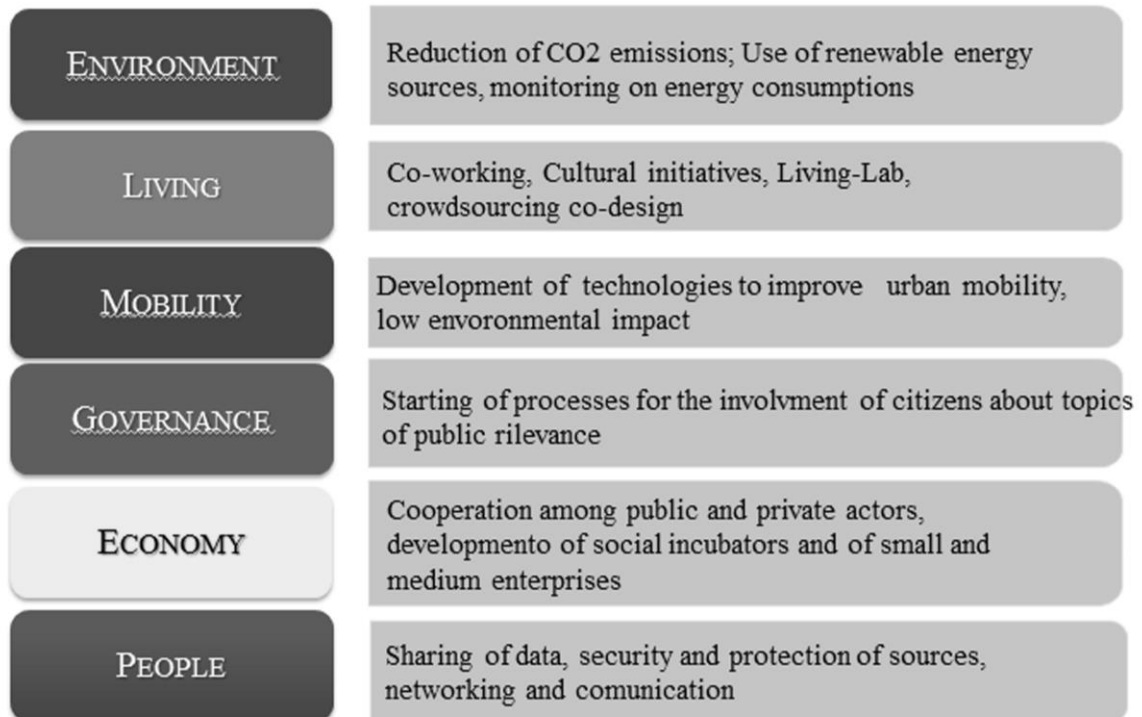 ENVIRONMENT
Reduction of CO2 emissions; Use of renewable energy
sources, monitoring on energy consumptions
LIVING
Co-working, Cultural initiatives, Living-Lab,
crowdsourcing co-design
MOBILITY
Development of technologies to improve urban mobility,
low envoronmental impact
GOVERNANCE
Starting of processes for the involvment of citizens about topics
of public rilevance
ECONOMY
Cooperation among public and private actors,
developmento of social incubators and of small and
medium enterprises
PEOPLE
Sharing of data, security and protection of sources,
networking and comunication